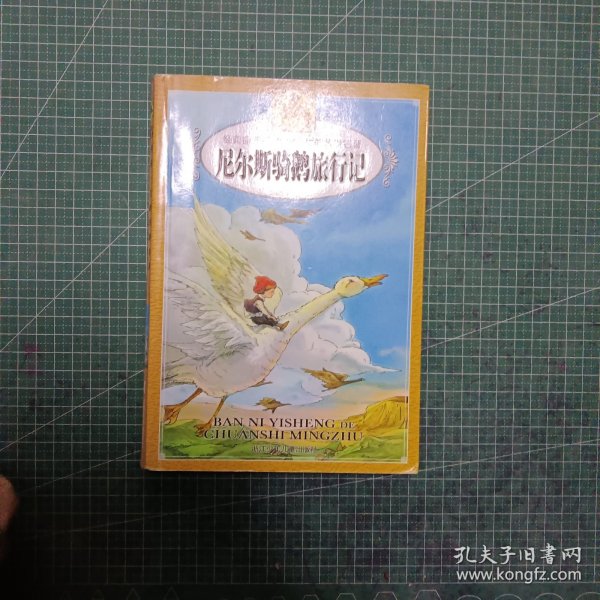 尼尔斯骑鹅旅行记
BAN NI YISHENG DE
CHUANSHI MINGZHU
孔夫子旧书网
www.kongfz.com